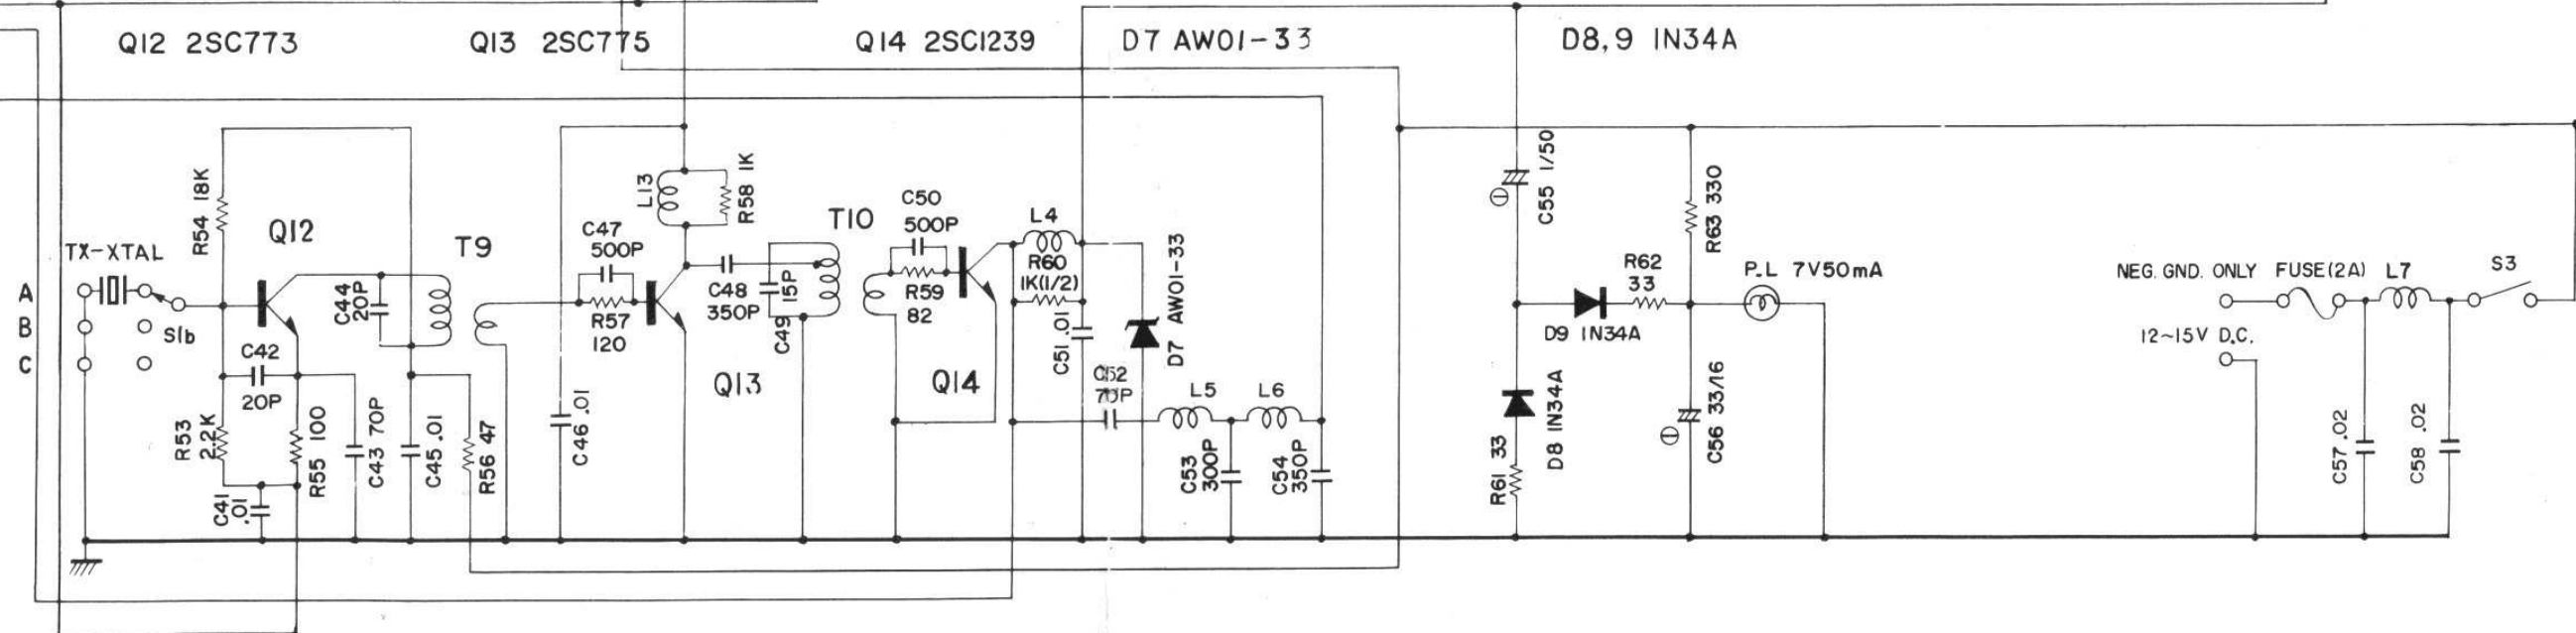 Q12 2SC773
Q13 2SC775
Q14 2SC1239
D7 AW01-33
D8,9 1N34A
TX-XTAL
A
B
C
S1b
R54 18K
Q12
C44
20P
T9
C42
20P
R53
2.2K
C41
.01
R55 100
C43 70P
C45 .01
R56 47
C46 .01
C47
500P
R57
120
L13
R58 1K
Q13
C48
350P
C49
15P
T10
C50
500P
R59
82
Q14
L4
R60
1K(1/2)
C51 .01
D7 AW01-33
C52
L5
L6
C53
300P
C54
350P
C55 1/50
D9 1N34A
R62
33
R63 330
P.L 7V50mA
D8 1N34A
R61 33
C56 33/16
NEG. GND. ONLY
FUSE(2A)
L7
S3
12~15V D.C.
C57 .02
C58 .02